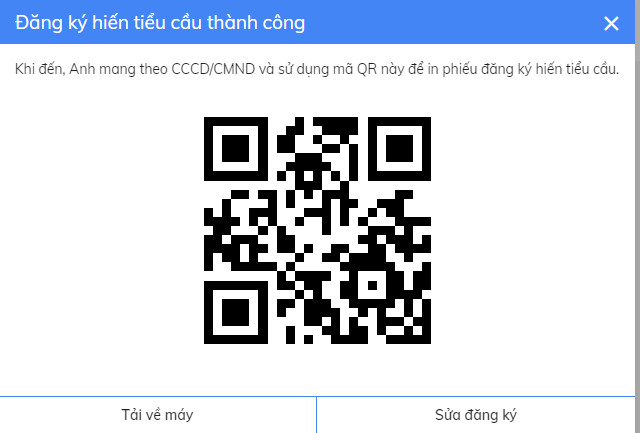 Đăng ký hiến tiểu cầu thành công
Khi đến, Anh mang theo CCCD/CMND và sử dụng mã QR này để in phiếu đăng ký hiến tiểu cầu.
Tải về máy
Sửa đăng ký